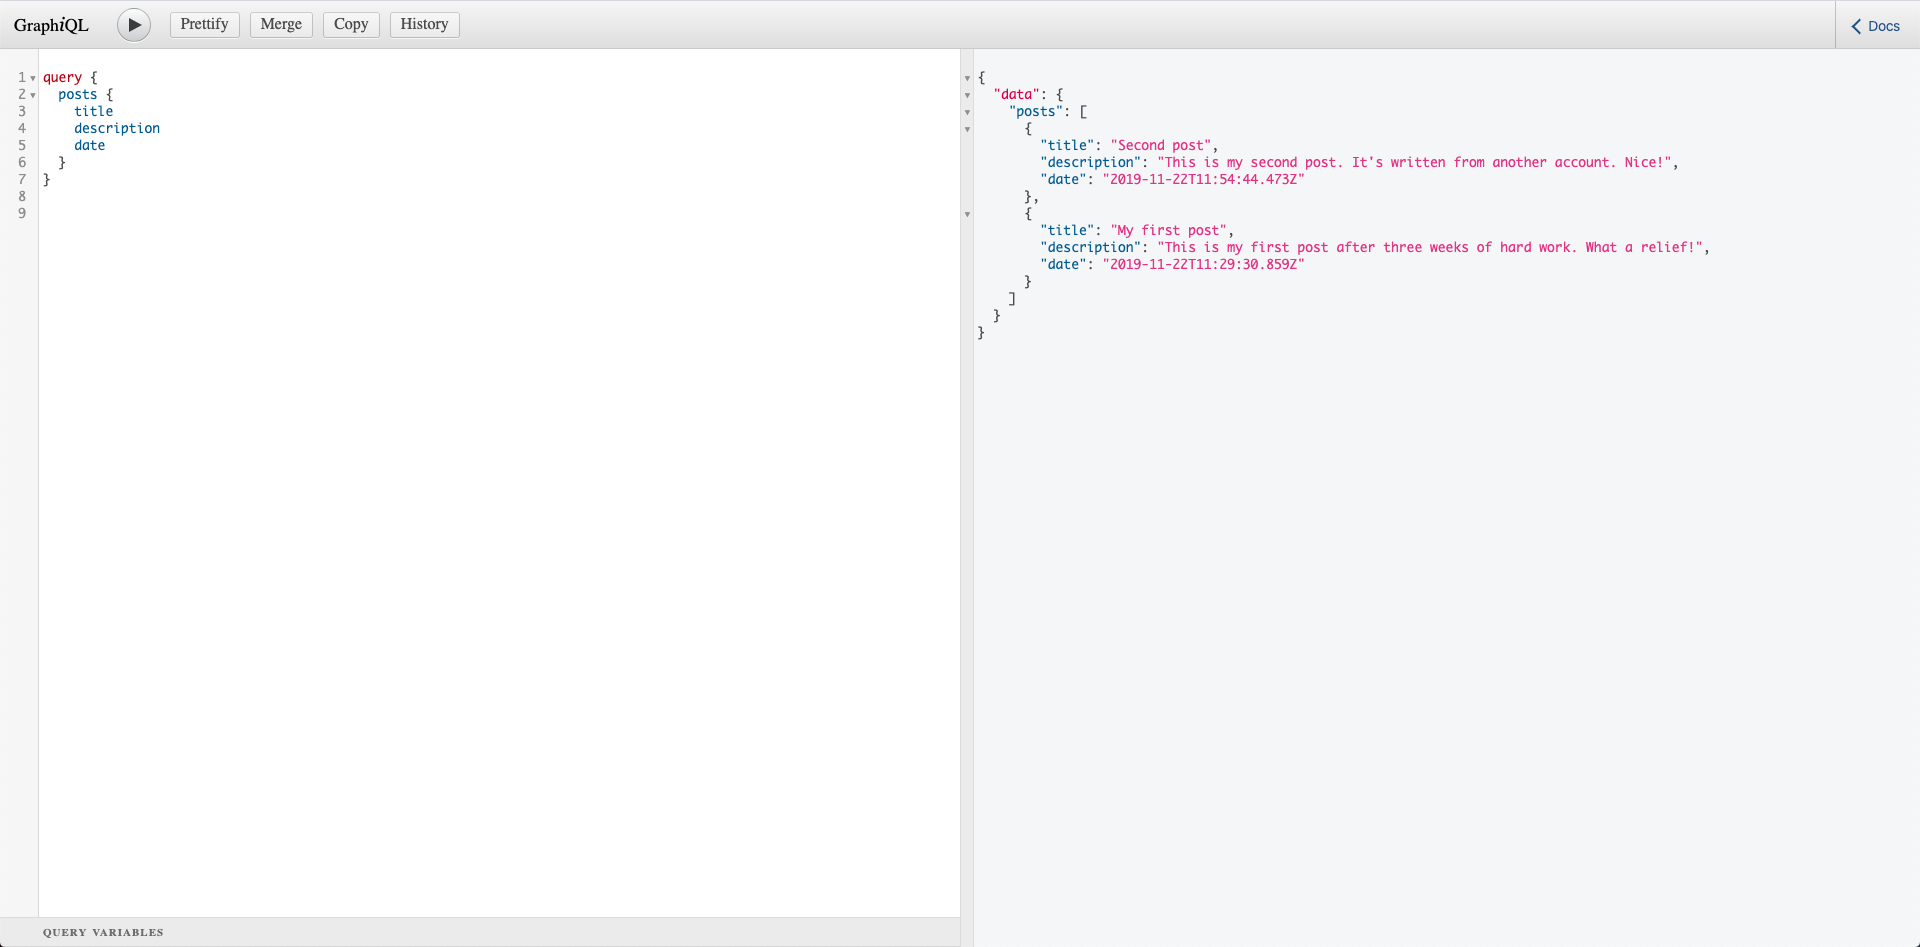 GraphiQL Prettify Merge Copy History Docs
1 query {
2 posts {
3 title
4 description
5 date
6 }
7 }
8
9
QUERY VARIABLES
{
"data": {
"posts": [
{
"title": "Second post",
"description": "This is my second post. It's written from another account. Nice!",
"date": "2019-11-22T11:54:44.473Z"
},
{
"title": "My first post",
"description": "This is my first post after three weeks of hard work. What a relief!",
"date": "2019-11-22T11:29:30.859Z"
}
]
}
}